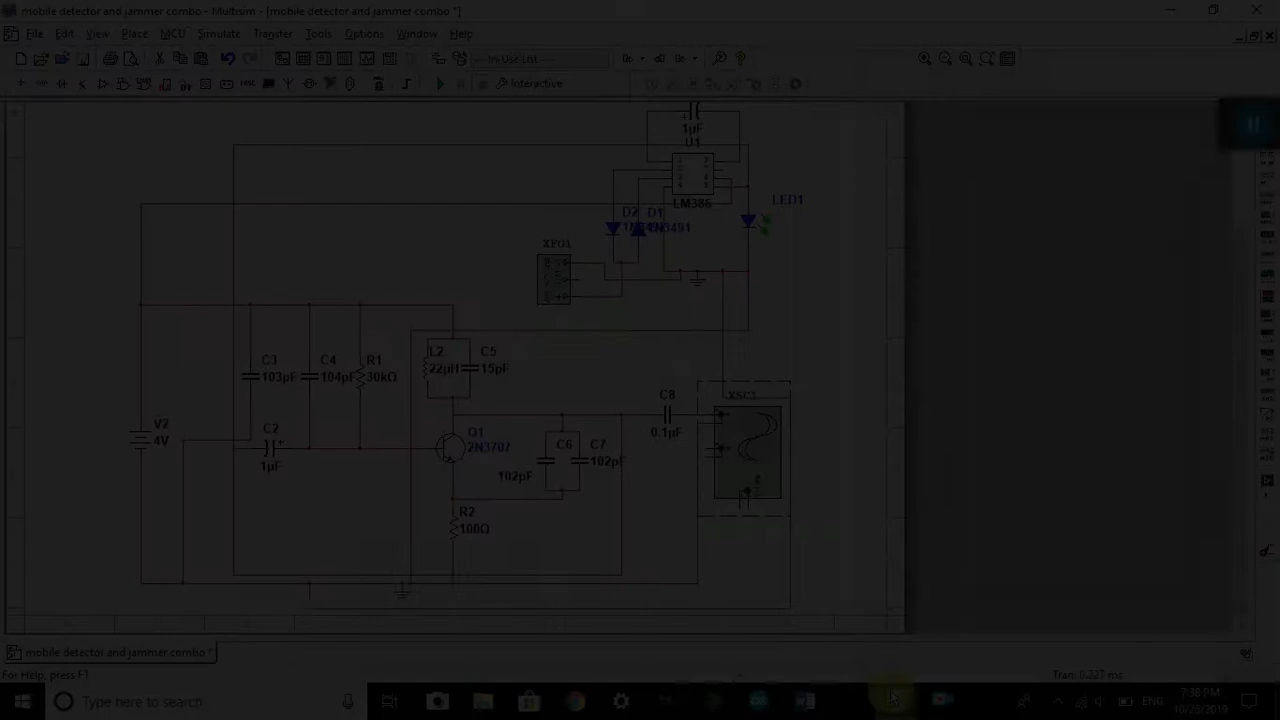 mobile detector and jammer combo - Multisim - [mobile detector and jammer combo *]
File Edit View Place MCU Simulate Transfer Tools Options Window Help
--- In-Use List ---
Interactive
1µF
U1
LM386
LED1
D2
D1
XFG1
C3
103pF
C4
104pF
R1
30kΩ
L2
22µH
C5
15pF
V2
4V
C2
1µF
Q1
2N3707
C6
102pF
C7
102pF
C8
0.1µF
XSC1
R2
100Ω
mobile detector and jammer combo *
For Help, press F1
Tran: 0.227 ms
Type here to search
ENG
7:38 PM
10/26/2019